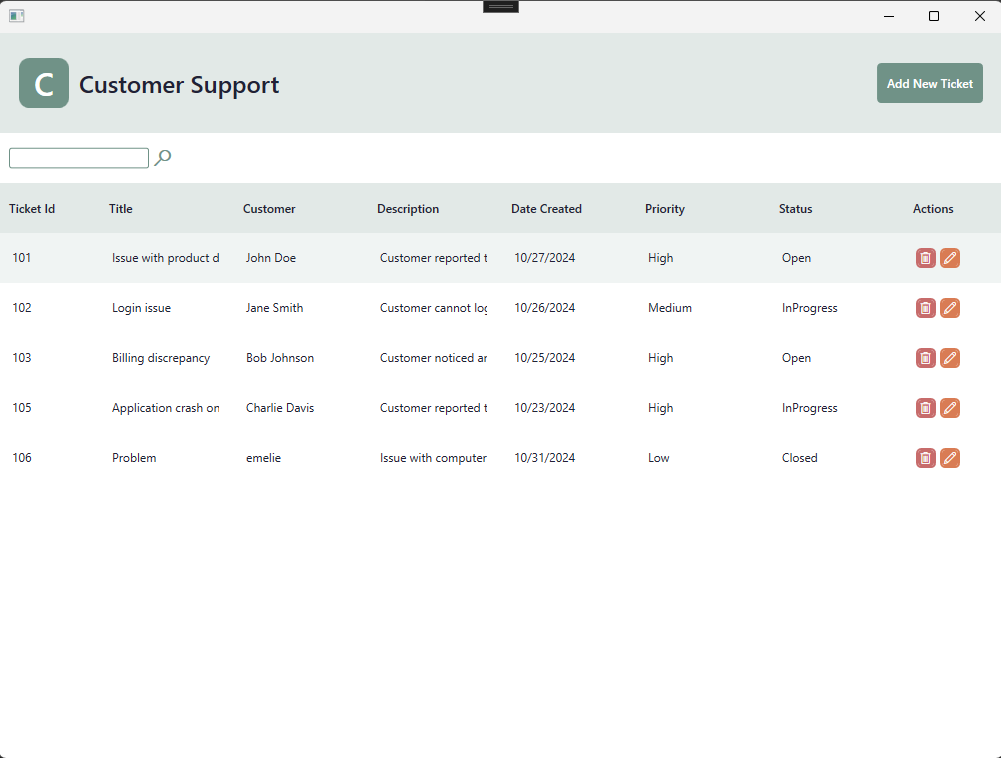 C Customer Support
Add New Ticket
Ticket Id Title Customer Description Date Created Priority Status Actions
101 Issue with product d John Doe Customer reported t 10/27/2024 High Open
102 Login issue Jane Smith Customer cannot log 10/26/2024 Medium InProgress
103 Billing discrepancy Bob Johnson Customer noticed an 10/25/2024 High Open
105 Application crash on Charlie Davis Customer reported t 10/23/2024 High InProgress
106 Problem emelie Issue with computer 10/31/2024 Low Closed